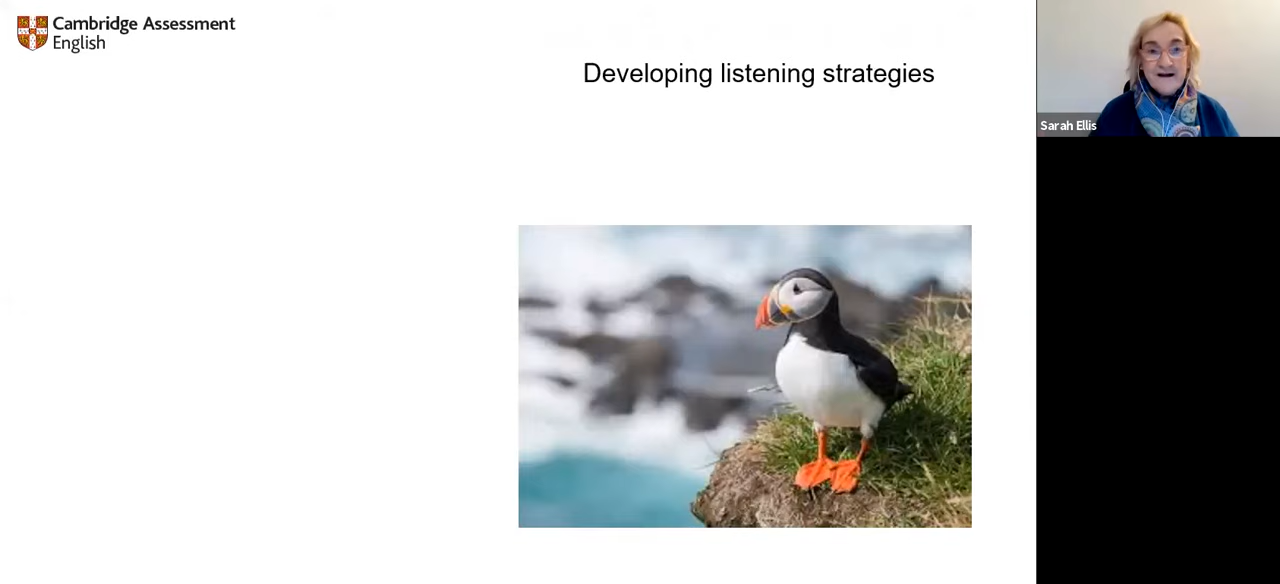 Cambridge Assessment
English
Developing listening strategies
Sarah Ellis